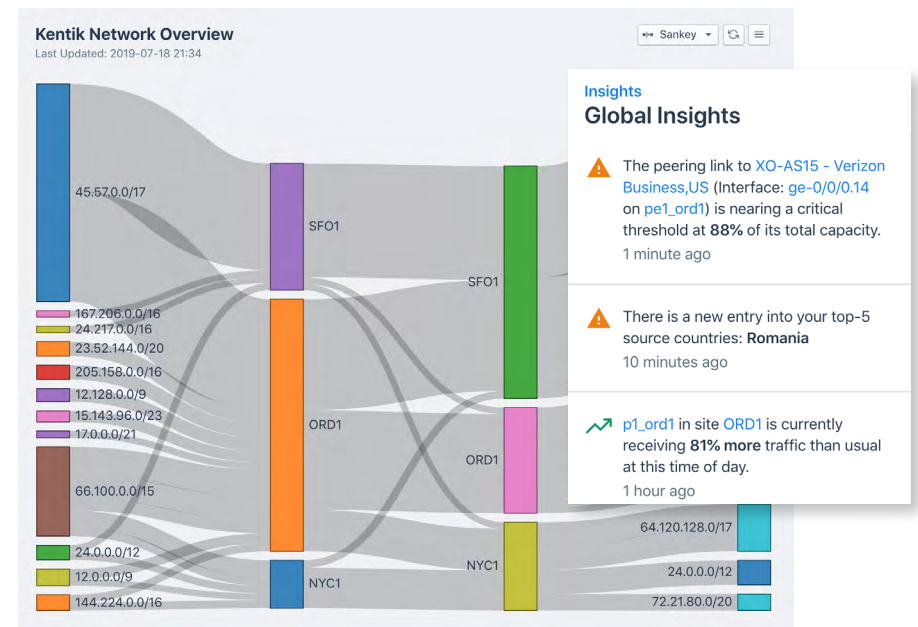 Kentik Network Overview
Last Updated: 2019-07-18 21:34
Sankey
45.57.0.0/17
167.206.0.0/16
24.217.0.0/16
23.52.144.0/20
205.158.0.0/16
12.128.0.0/9
15.143.96.0/23
17.0.0.0/21
66.100.0.0/15
24.0.0.0/12
12.0.0.0/9
144.224.0.0/16
SFO1
ORD1
NYC1
SFO1
ORD1
NYC1
64.120.128.0/17
24.0.0.0/12
72.21.80.0/20
Insights
Global Insights
The peering link to XO-AS15 - Verizon
Business,US (Interface: ge-0/0/0.14
on pe1_ord1) is nearing a critical
threshold at 88% of its total capacity.
1 minute ago
There is a new entry into your top-5
source countries: Romania
10 minutes ago
p1_ord1 in site ORD1 is currently
receiving 81% more traffic than usual
at this time of day.
1 hour ago